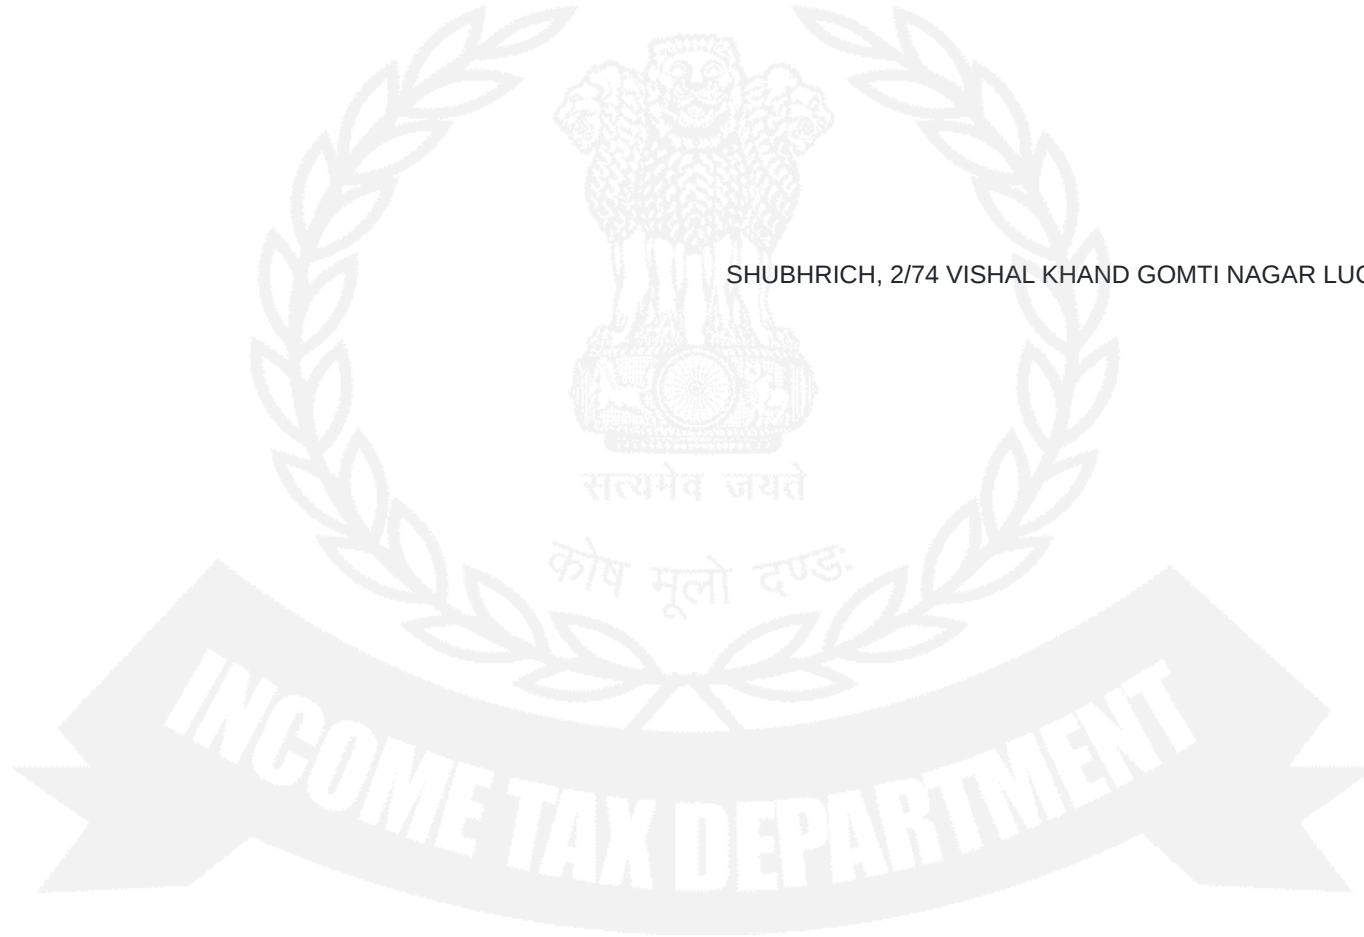 SHUBHRICH, 2/74 VISHAL KHAND GOMTI NAGAR
सत्यमेव जयते
कोष मूलो दण्डः
INCOME TAX DEPARTMENT